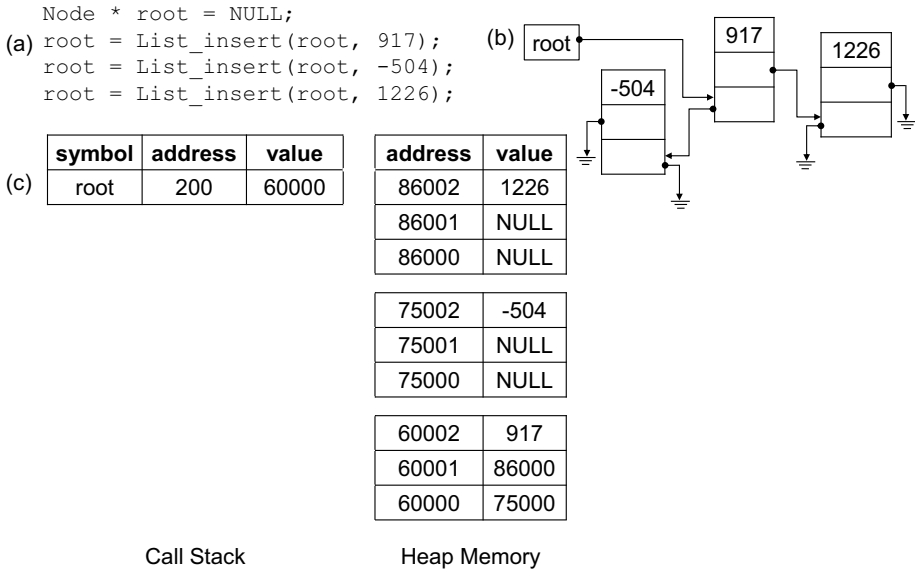 Node * root = NULL;
(a) root = List_insert(root, 917);
root = List_insert(root, -504);
root = List_insert(root, 1226);
(b) root
917
1226
-504
(c)
symbol address value
root 200 60000
address value
86002 1226
86001 NULL
86000 NULL
75002 -504
75001 NULL
75000 NULL
60002 917
60001 86000
60000 75000
Call Stack
Heap Memory